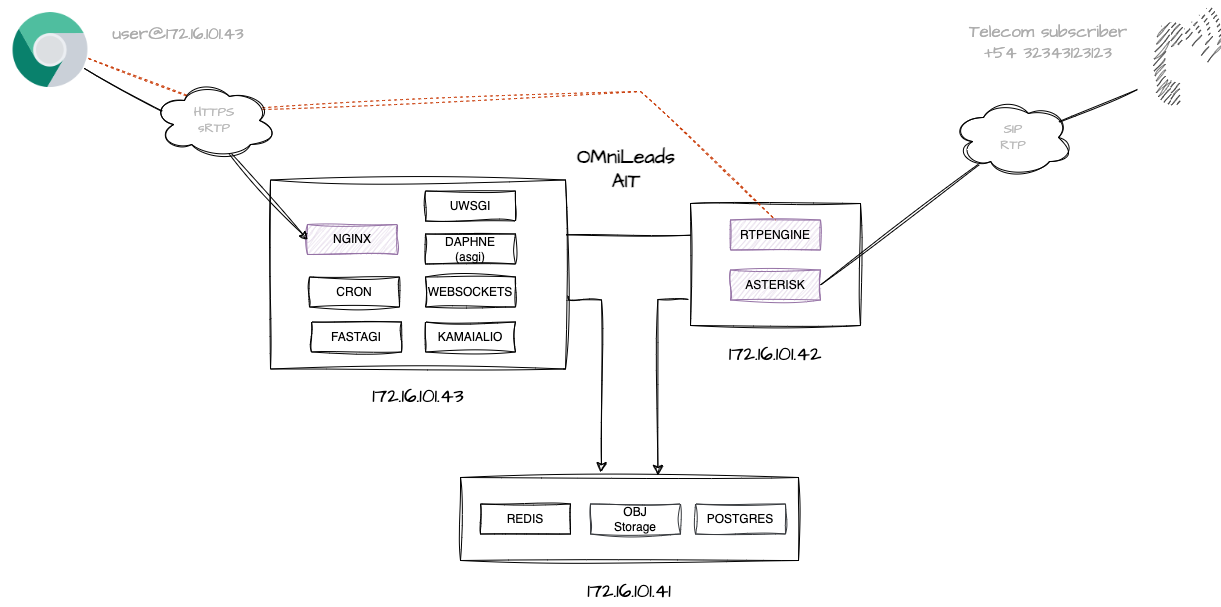 user@172.16.101.43
Telecom subscriber
+54 32343123123
HTTPS
sRTP
SIP
RTP
OMniLeads
AIT
UWSGI
NGINX
DAPHNE
(asgi)
CRON
WEBSOCKETS
FASTAGI
KAMAIALIO
172.16.101.43
RTPENGINE
ASTERISK
172.16.101.42
REDIS
OBJ
Storage
POSTGRES
172.16.101.41